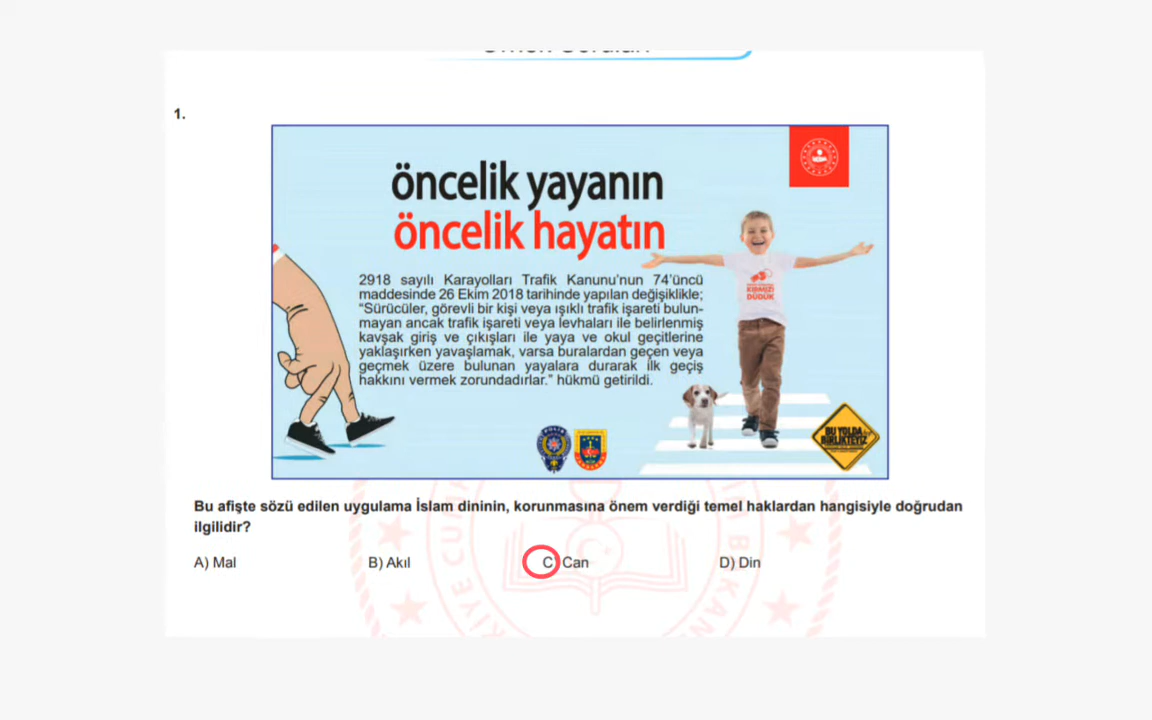 1.
öncelik yayanın
öncelik hayatın
2918 sayılı Karayolları Trafik Kanunu'nun 74'üncü
maddesinde 26 Ekim 2018 tarihinde yapılan değişiklikle;
"Sürücüler, görevli bir kişi veya ışıklı trafik işareti bulun-
mayan ancak trafik işareti veya levhaları ile belirlenmiş
kavşak giriş ve çıkışları ile yaya ve okul geçitlerine
yaklaşırken yavaşlamak, varsa buralardan geçen veya
geçmek üzere bulunan yayalara durarak ilk geçiş
hakkını vermek zorundadırlar." hükmü getirildi.
KIRMIZI
DÜDÜK
POLİS
BU YOLDA
BİRLİKTEYİZ
Bu afişte sözü edilen uygulama İslam dininin, korunmasına önem verdiği temel haklardan hangisiyle doğrudan
ilgilidir?
A) Mal
B) Akıl
C) Can
D) Din